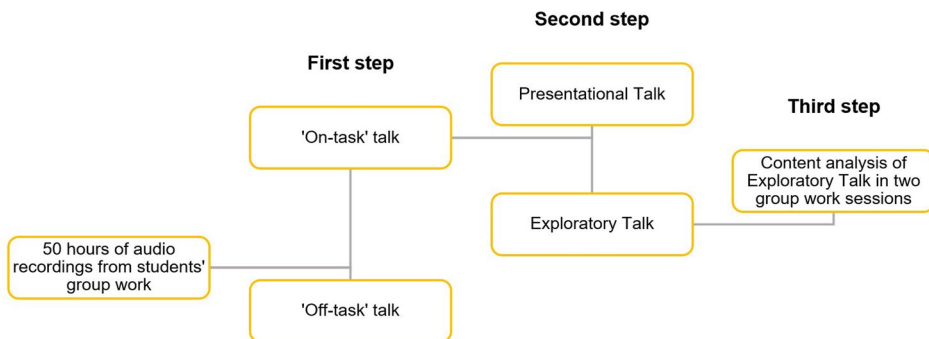 Second step
First step
Presentational Talk
Third step
'On-task' talk
Content analysis of
Exploratory Talk in two
group work sessions
Exploratory Talk
50 hours of audio
recordings from students'
group work
'Off-task' talk